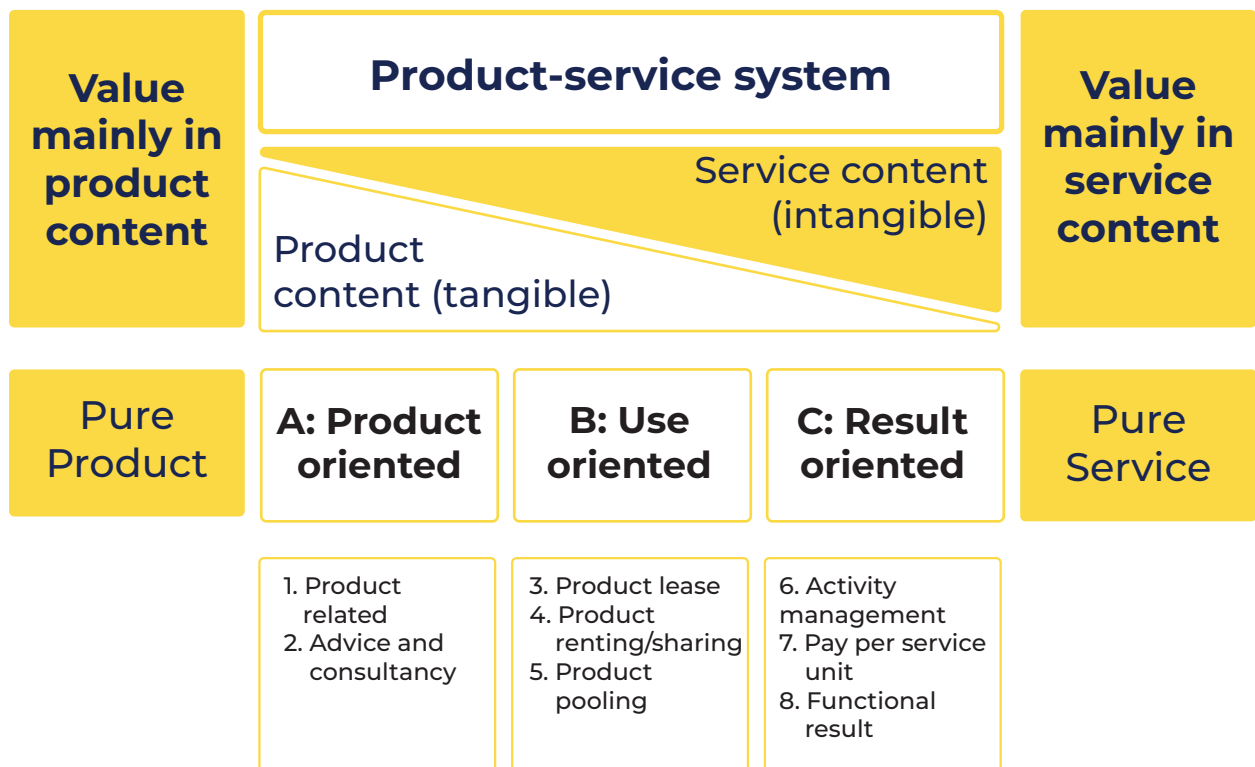 Value
mainly in
product
content
Product-service system
Service content
(intangible)
Product
content (tangible)
Value
mainly in
service
content
Pure
Product
A: Product
oriented
B: Use
oriented
C: Result
oriented
Pure
Service
1. Product
related
2. Advice and
consultancy
3. Product lease
4. Product
renting/sharing
5. Product
pooling
6. Activity
management
7. Pay per service
unit
8. Functional
result